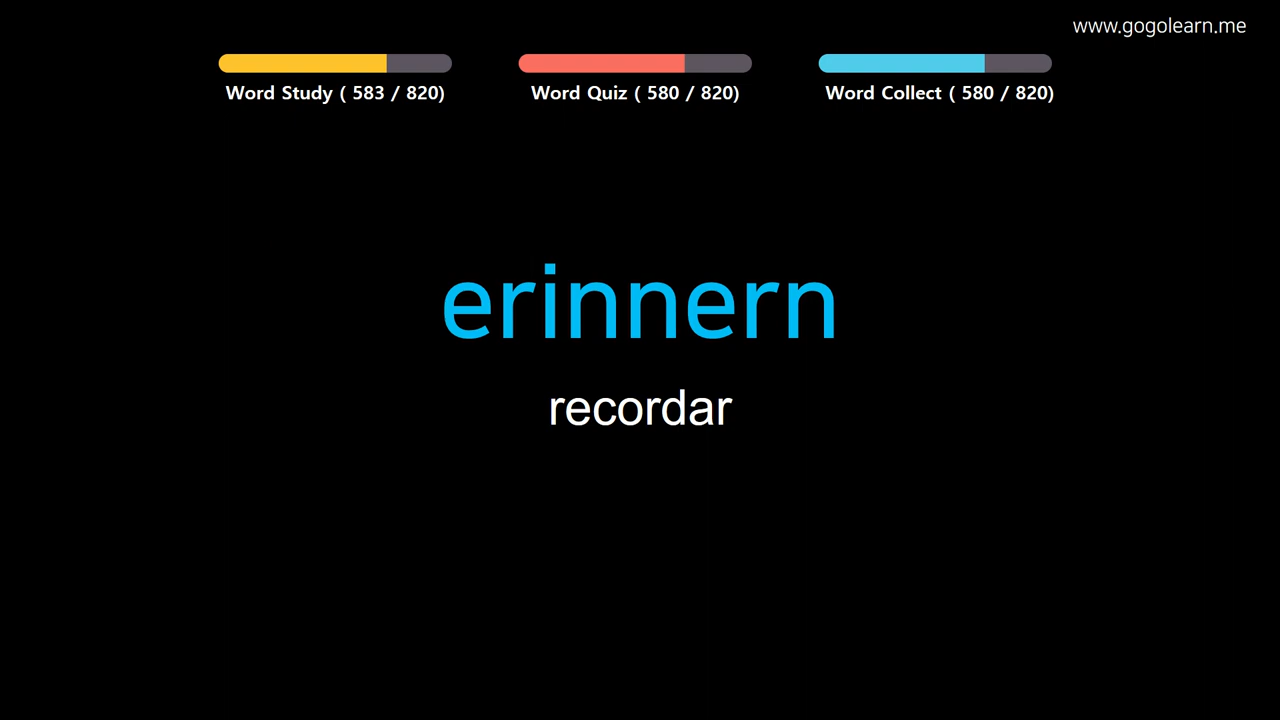 www.gogolearn.me
Word Study ( 583 / 820)
Word Quiz ( 580 / 820)
Word Collect ( 580 / 820)
erinnern
recordar